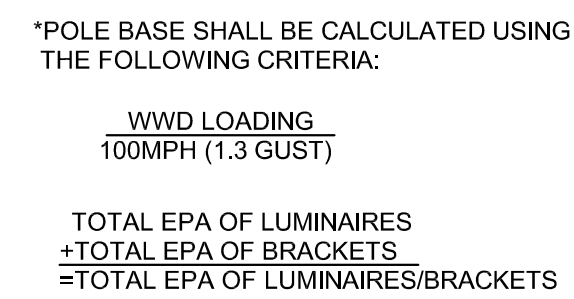 *POLE BASE SHALL BE CALCULATED USING
THE FOLLOWING CRITERIA:
WWD LOADING
100MPH (1.3 GUST)
TOTAL EPA OF LUMINAIRES
+TOTAL EPA OF BRACKETS
=TOTAL EPA OF LUMINAIRES/BRACKETS